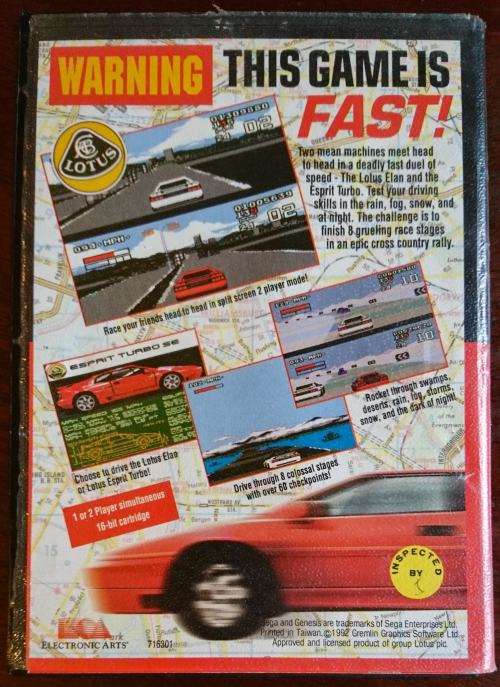 WARNING THIS GAME IS
FAST!
LOTUS
Two mean machines meet head
to head in a deadly fast duel of
speed - The Lotus Elan and the
Esprit Turbo. Test your driving
skills in the rain, fog, snow, and
at night. The challenge is to
finish 8 grueling race stages
in an epic cross country rally.
02
02
Race your friends head to head in split screen 2 player mode!
10
10
ESPRIT TURBO SE
Rocket through swamps,
deserts, rain, fog, storms,
snow, and the dark of night!
Choose to drive the Lotus Elan
or Lotus Esprit Turbo!
Drive through 8 colossal stages
with over 60 checkpoints!
1 or 2 Player simultaneous
16-bit cartridge
INSPECTED
BY
ELECTRONIC ARTS®
716301
Sega and Genesis are trademarks of Sega Enterprises Ltd.
Printed in Taiwan. ©1992 Gremlin Graphics Software Ltd.
Approved and licensed product of group Lotus plc.